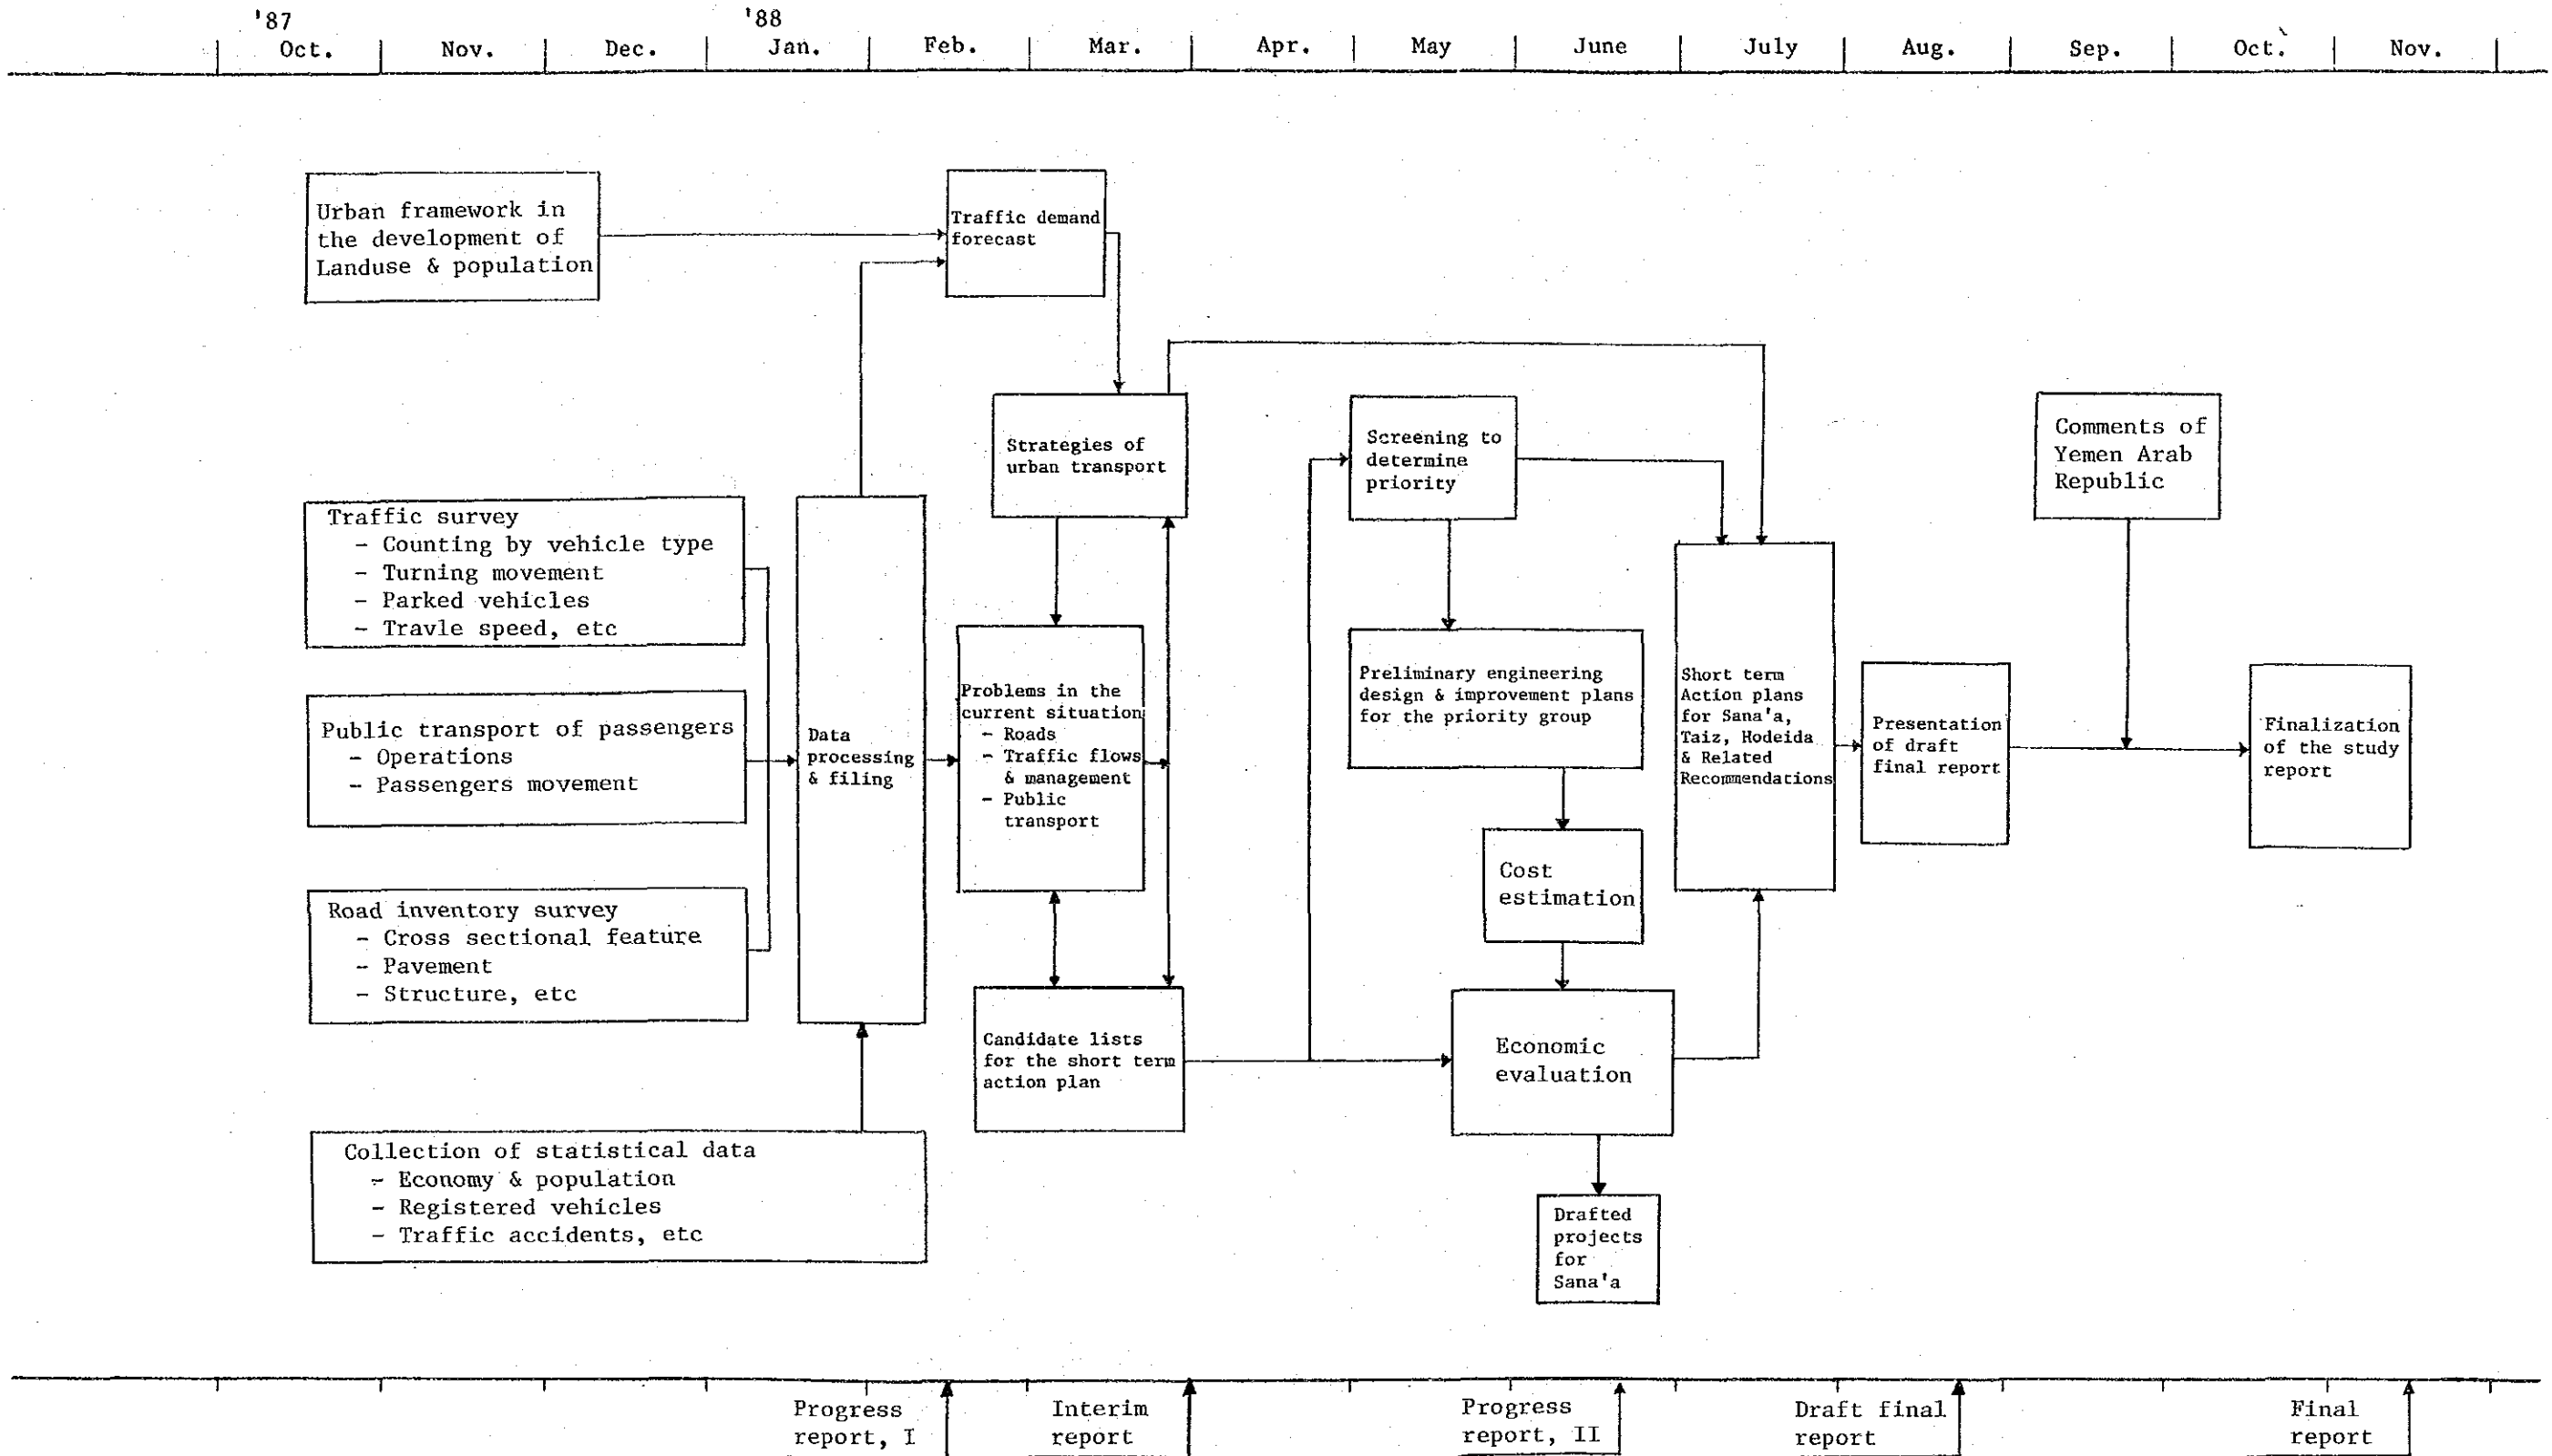 '87 '88
Oct. Nov. Dec. Jan. Feb. Mar. Apr. May June July Aug. Sep. Oct. Nov.
Urban framework in
the development of
Landuse & population
Traffic demand
forecast
Strategies of
urban transport
Screening to
determine
priority
Comments of
Yemen Arab
Republic
Traffic survey
- Counting by vehicle type
- Turning movement
- Parked vehicles
- Travle speed, etc
Public transport of passengers
- Operations
- Passengers movement
Road inventory survey
- Cross sectional feature
- Pavement
- Structure, etc
Collection of statistical data
- Economy & population
- Registered vehicles
- Traffic accidents, etc
Data
processing
& filing
Problems in the
current situation
- Roads
- Traffic flows
& management
- Public
transport
Candidate lists
for the short term
action plan
Preliminary engineering
design & improvement plans
for the priority group
Cost
estimation
Economic
evaluation
Drafted
projects
for
Sana'a
Short term
Action plans
for Sana'a,
Taiz, Hodeida
& Related
Recommendations
Presentation
of draft
final report
Finalization
of the study
report
Progress
report, I
Interim
report
Progress
report, II
Draft final
report
Final
report